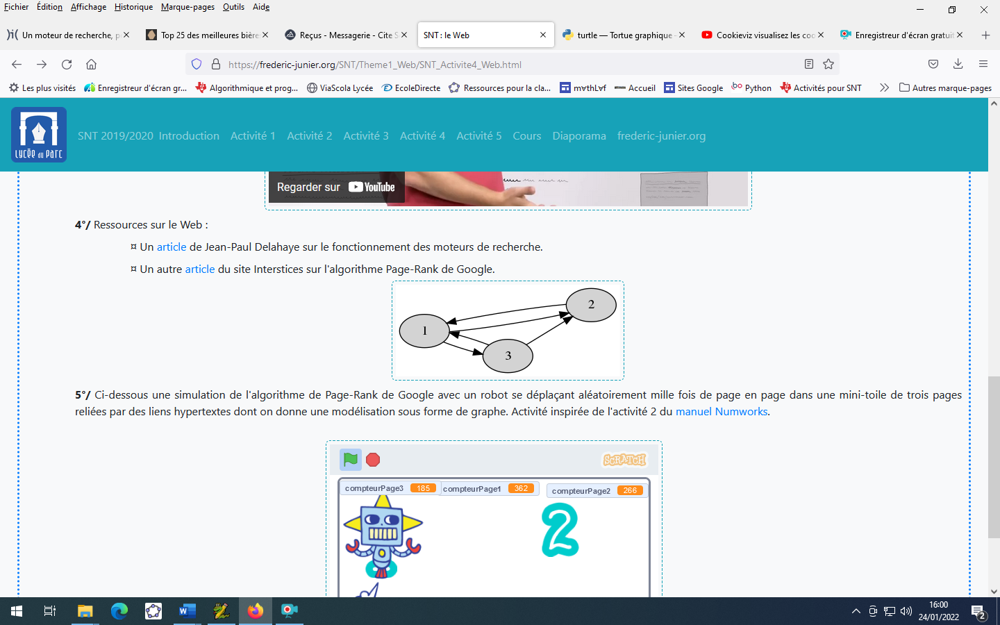 Fichier Édition Affichage Historique Marque-pages Outils Aide
Un moteur de recherche, p
Top 25 des meilleures bière
Reçus - Messagerie - Cite S
SNT : le Web
turtle — Tortue graphique —
Cookieviz visualisez les coo
Enregistreur d'écran gratuit
https://frederic-junier.org/SNT/Theme1_Web/SNT_Activite4_Web.html
Les plus visités Enregistreur d'écran gr... Algorithmique et prog... ViaScola Lycée EcoleDirecte Ressources pour la cla... m∀thL∀f Accueil Sites Google Python Activités pour SNT Autres marque-pages
LYCÉE DU PARC
SNT 2019/2020 Introduction Activité 1 Activité 2 Activité 3 Activité 4 Activité 5 Cours Diaporama frederic-junier.org
Regarder sur YouTube
4°/ Ressources sur le Web :
¤ Un article de Jean-Paul Delahaye sur le fonctionnement des moteurs de recherche.
¤ Un autre article du site Interstices sur l'algorithme Page-Rank de Google.
2
1
3
5°/ Ci-dessous une simulation de l'algorithme de Page-Rank de Google avec un robot se déplaçant aléatoirement mille fois de page en page dans une mini-toile de trois pages
reliées par des liens hypertextes dont on donne une modélisation sous forme de graphe. Activité inspirée de l'activité 2 du manuel Numworks.
SCRATCH
compteurPage3 185 compteurPage1 362 compteurPage2 266
2
16:00
24/01/2022
2